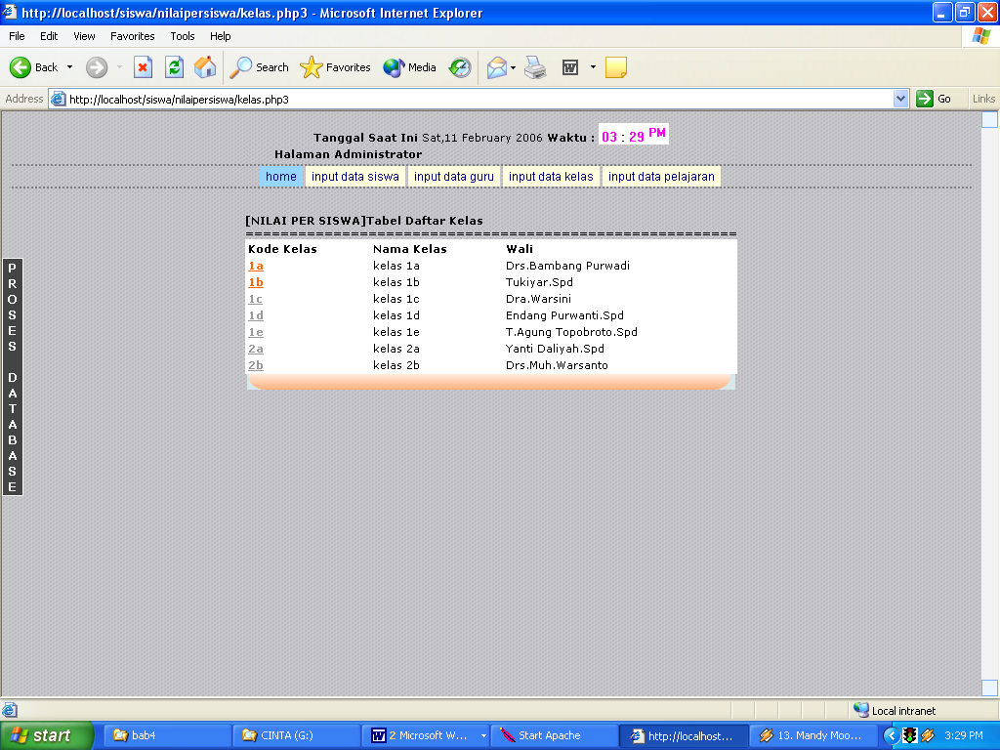 http://localhost/siswa/nilaipersiswa/kelas.php3 - Microsoft Internet Explorer
File Edit View Favorites Tools Help
Back Search Favorites Media
Address http://localhost/siswa/nilaipersiswa/kelas.php3 Go Links
Tanggal Saat Ini Sat,11 February 2006 Waktu : 03 : 29 PM
Halaman Administrator
home input data siswa input data guru input data kelas input data pelajaran
[NILAI PER SISWA]Tabel Daftar Kelas
=========================================================
Kode Kelas Nama Kelas Wali
1a kelas 1a Drs.Bambang Purwadi
1b kelas 1b Tukiyar.Spd
1c kelas 1c Dra.Warsini
1d kelas 1d Endang Purwanti.Spd
1e kelas 1e T.Agung Topobroto.Spd
2a kelas 2a Yanti Daliyah.Spd
2b kelas 2b Drs.Muh.Warsanto
PROSES DATABASE
Local intranet
start bab4 CINTA (G:) 2 Microsoft W... Start Apache http://localhost... 13. Mandy Moo... 3:29 PM